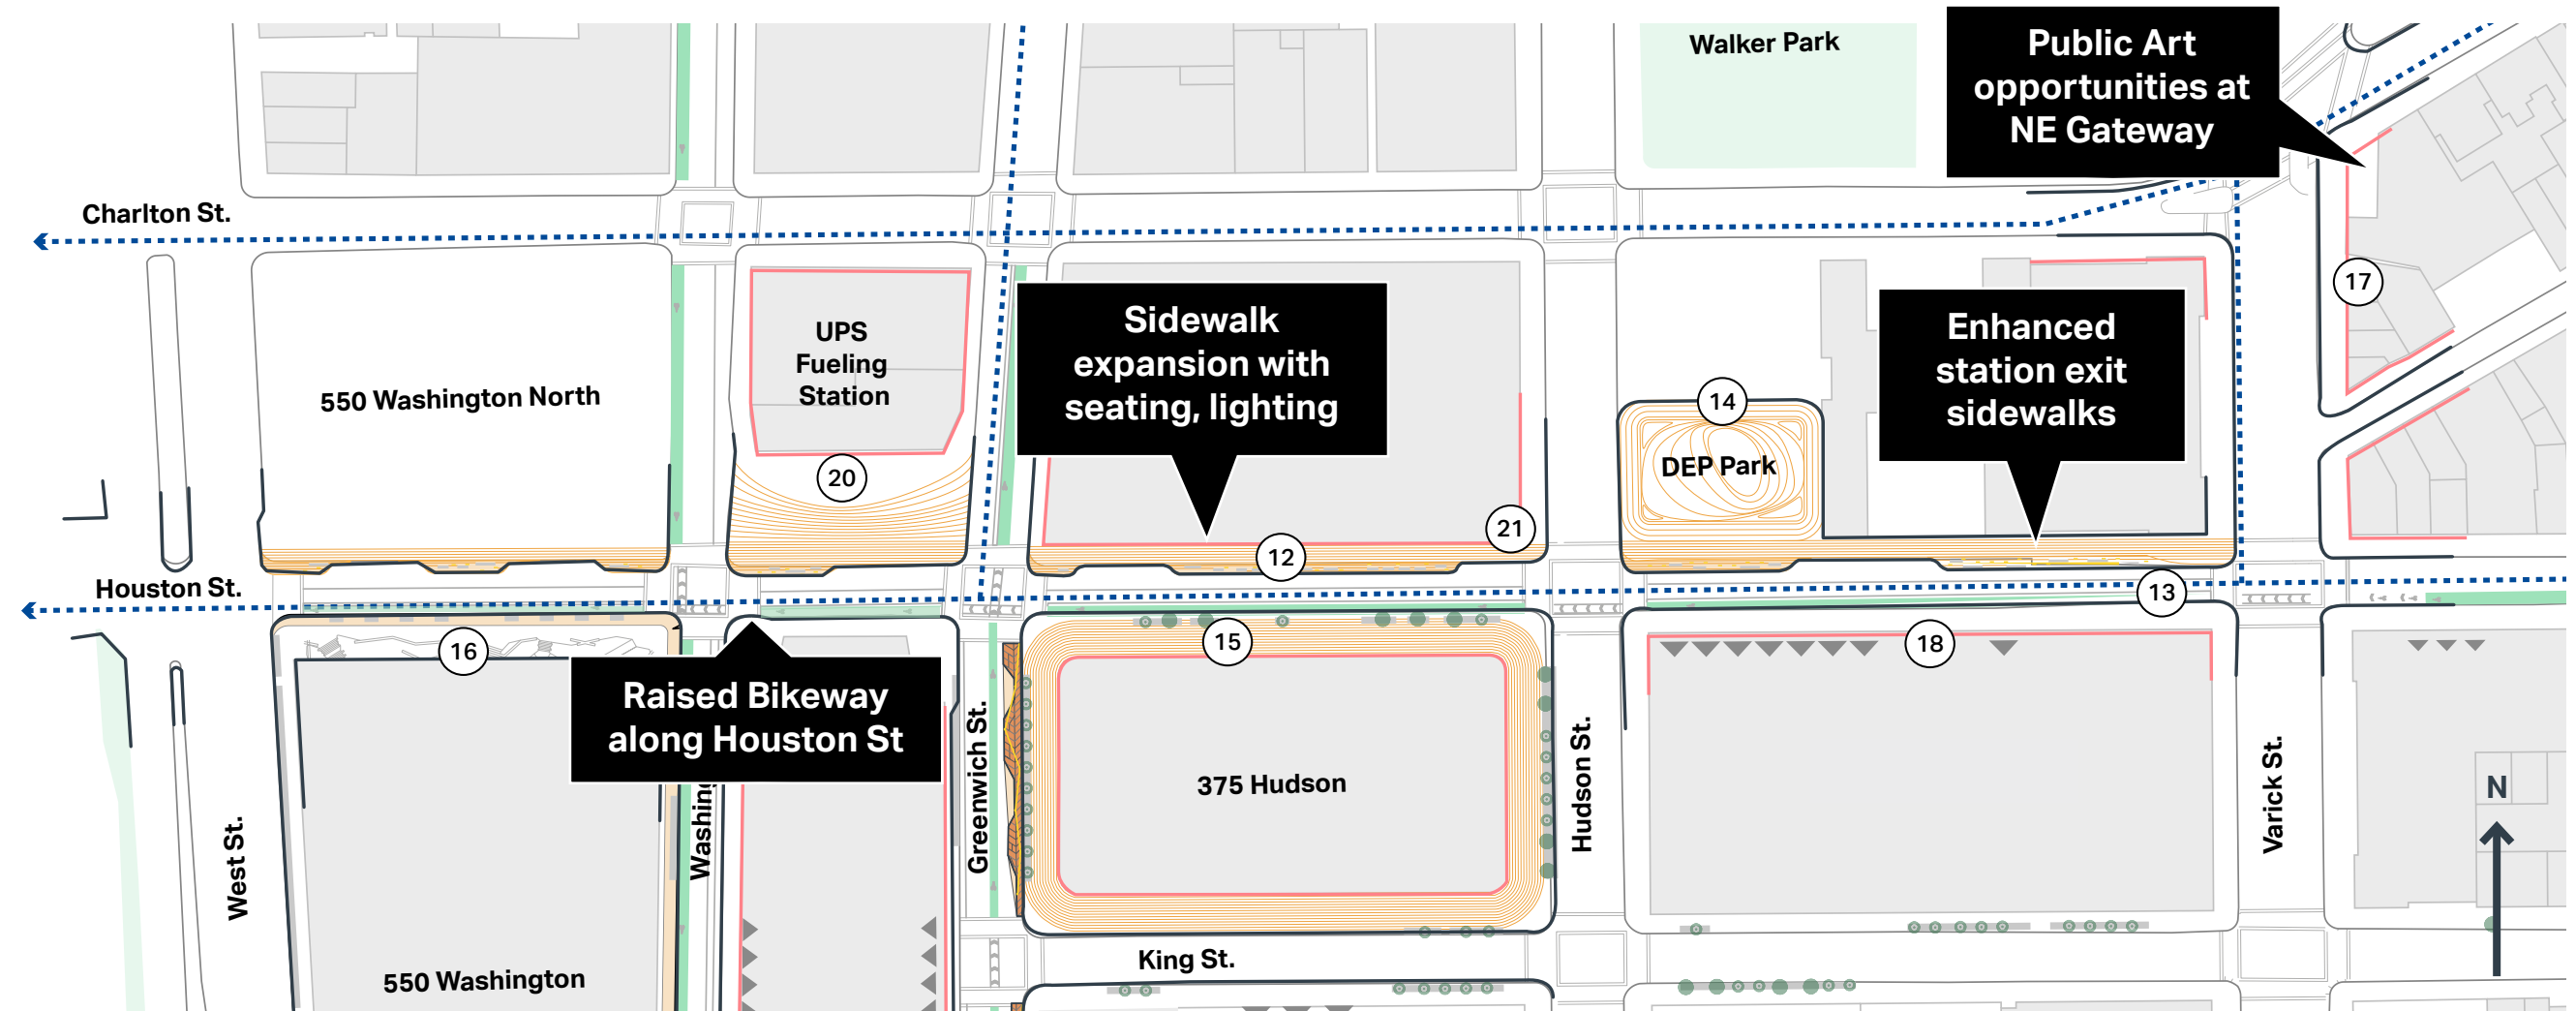 Walker Park
Public Art
opportunities at
NE Gateway
Charlton St.
17
UPS
Fueling
Station
Sidewalk
expansion with
seating, lighting
Enhanced
station exit
sidewalks
550 Washington North
14
DEP Park
20
21
12
Houston St.
13
16
15
18
Raised Bikeway
along Houston St
West St.
Washing
Greenwich St.
375 Hudson
Hudson St.
Varick St.
N
King St.
550 Washington